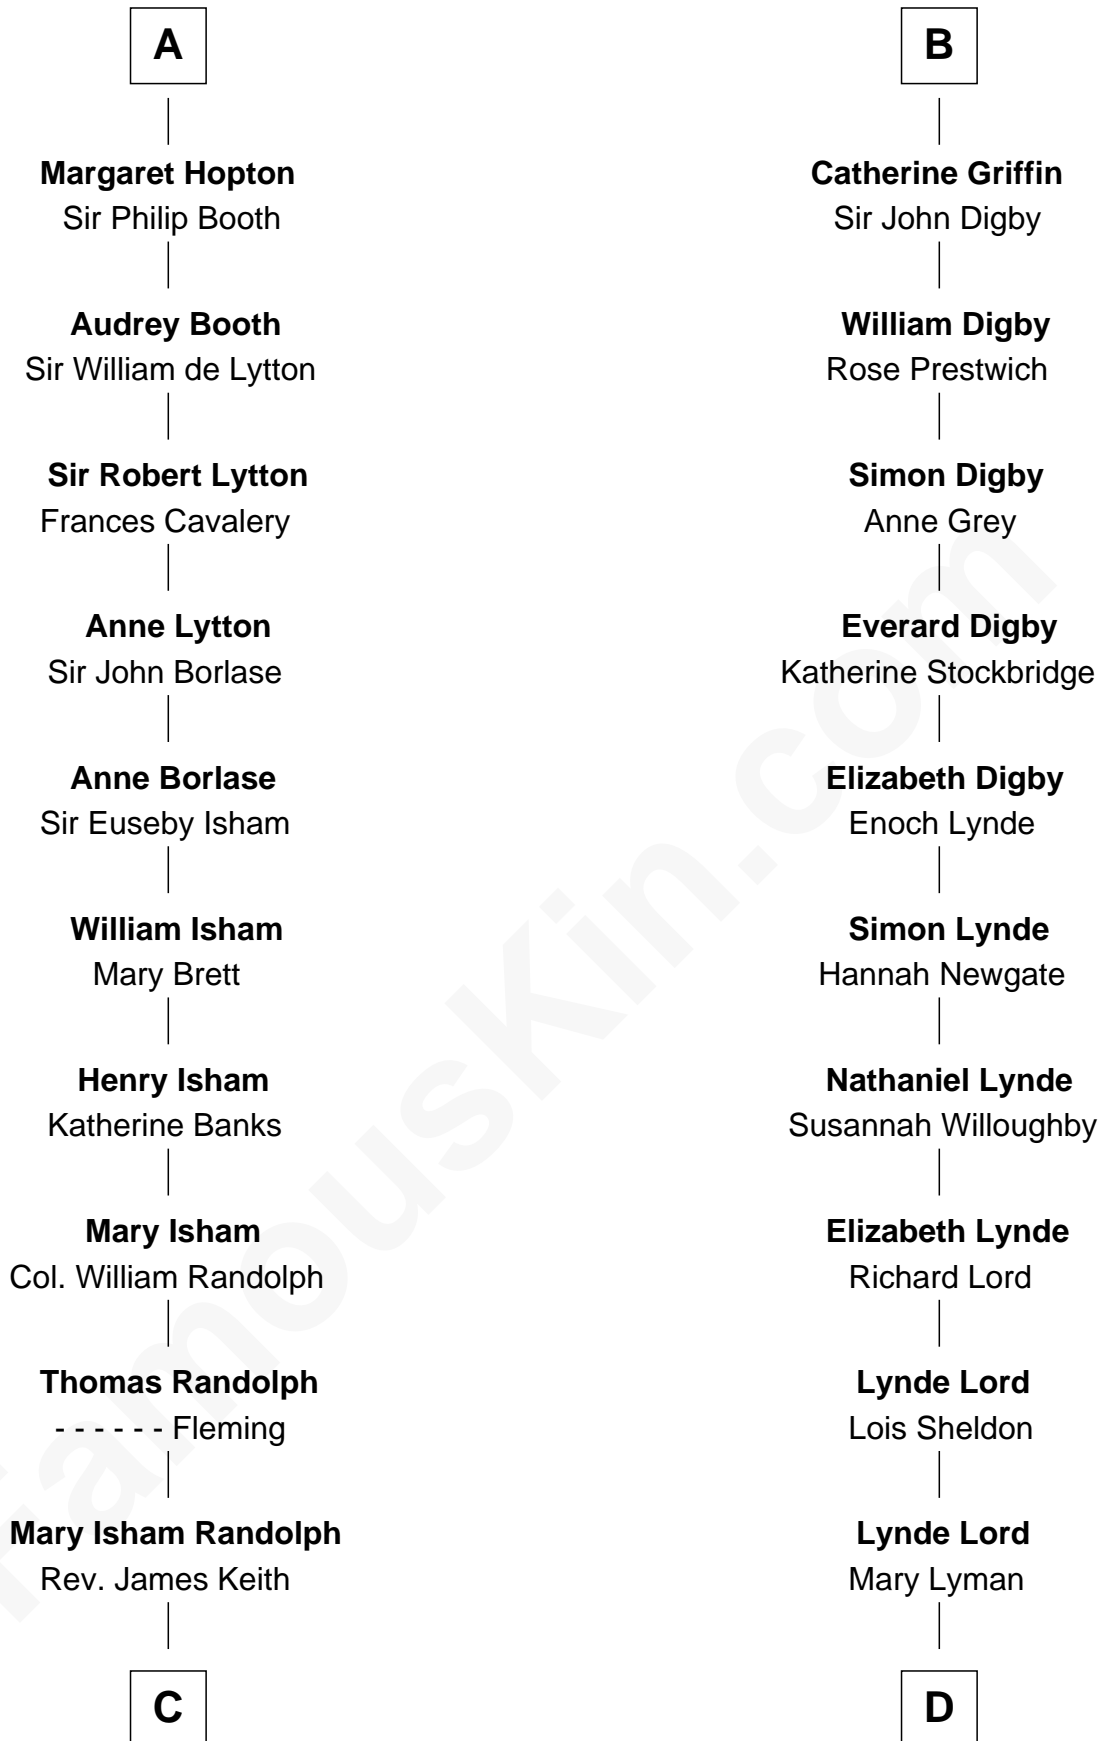 A
Margaret Hopton
Sir Philip Booth
Audrey Booth
Sir William de Lytton
Sir Robert Lytton
Frances Cavalery
Anne Lytton
Sir John Borlase
Anne Borlase
Sir Euseby Isham
William Isham
Mary Brett
Henry Isham
Katherine Banks
Mary Isham
Col. William Randolph
Thomas Randolph
- - - - - - Fleming
Mary Isham Randolph
Rev. James Keith
C
B
Catherine Griffin
Sir John Digby
William Digby
Rose Prestwich
Simon Digby
Anne Grey
Everard Digby
Katherine Stockbridge
Elizabeth Digby
Enoch Lynde
Simon Lynde
Hannah Newgate
Nathaniel Lynde
Susannah Willoughby
Elizabeth Lynde
Richard Lord
Lynde Lord
Lois Sheldon
Lynde Lord
Mary Lyman
D
FamousKin.com